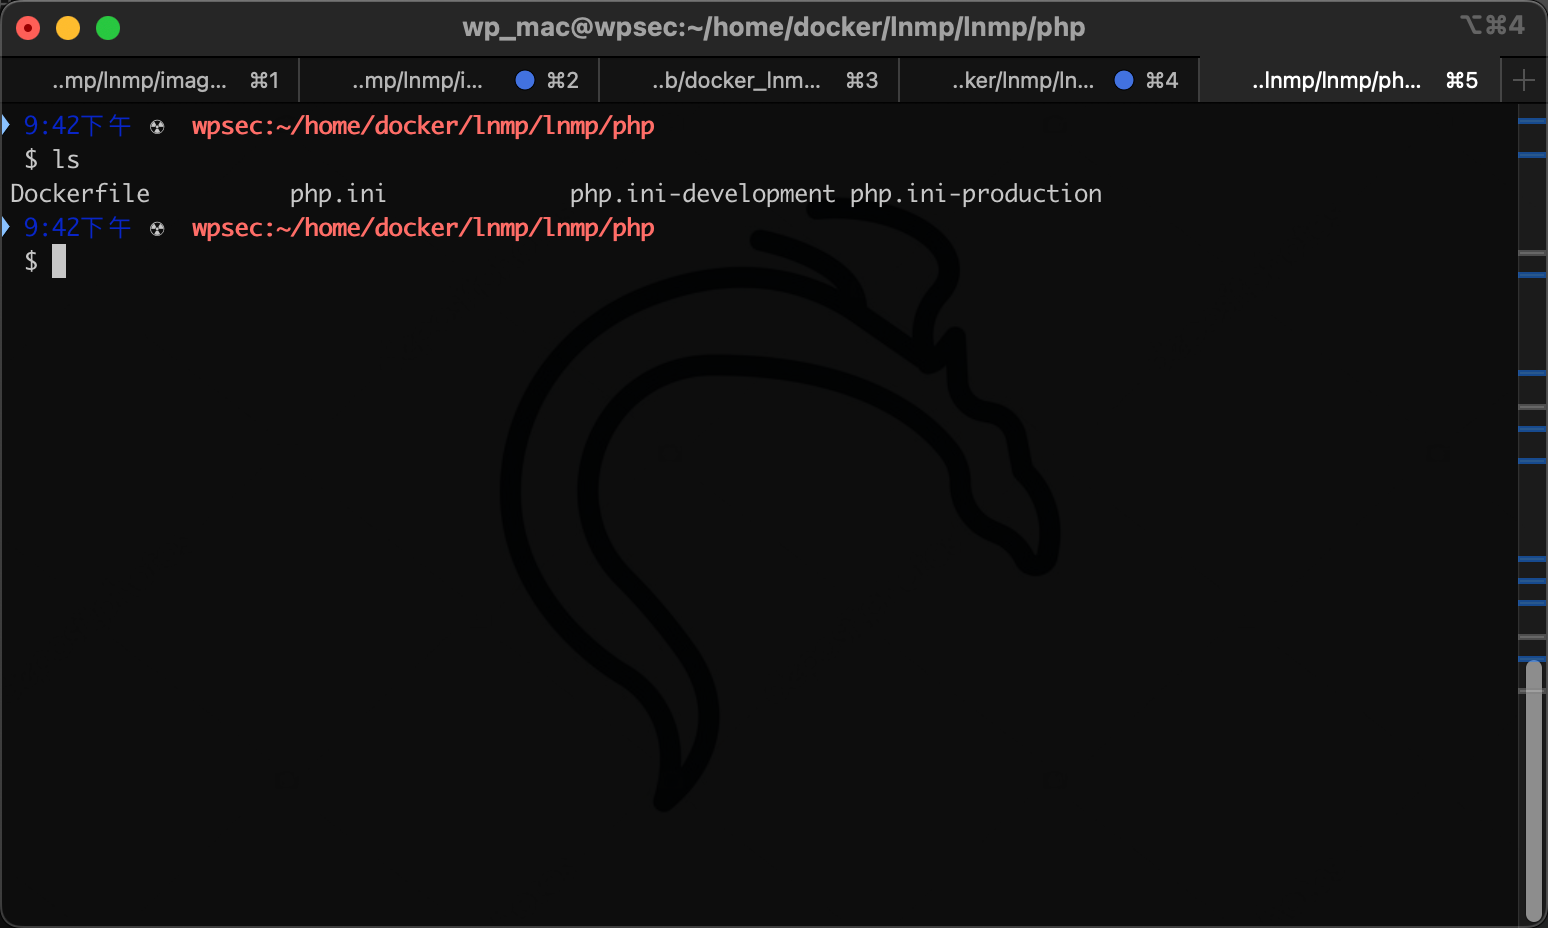 wp_mac@wpsec:~/home/docker/lnmp/lnmp/php
⌥⌘4
..mp/lnmp/imag... ⌘1
..mp/lnmp/i... ⌘2
..b/docker_lnm... ⌘3
..ker/lnmp/ln... ⌘4
..lnmp/lnmp/ph... ⌘5
9:42下午 ☢ wpsec:~/home/docker/lnmp/lnmp/php
$ ls
Dockerfile php.ini php.ini-development php.ini-production
9:42下午 ☢ wpsec:~/home/docker/lnmp/lnmp/php
$